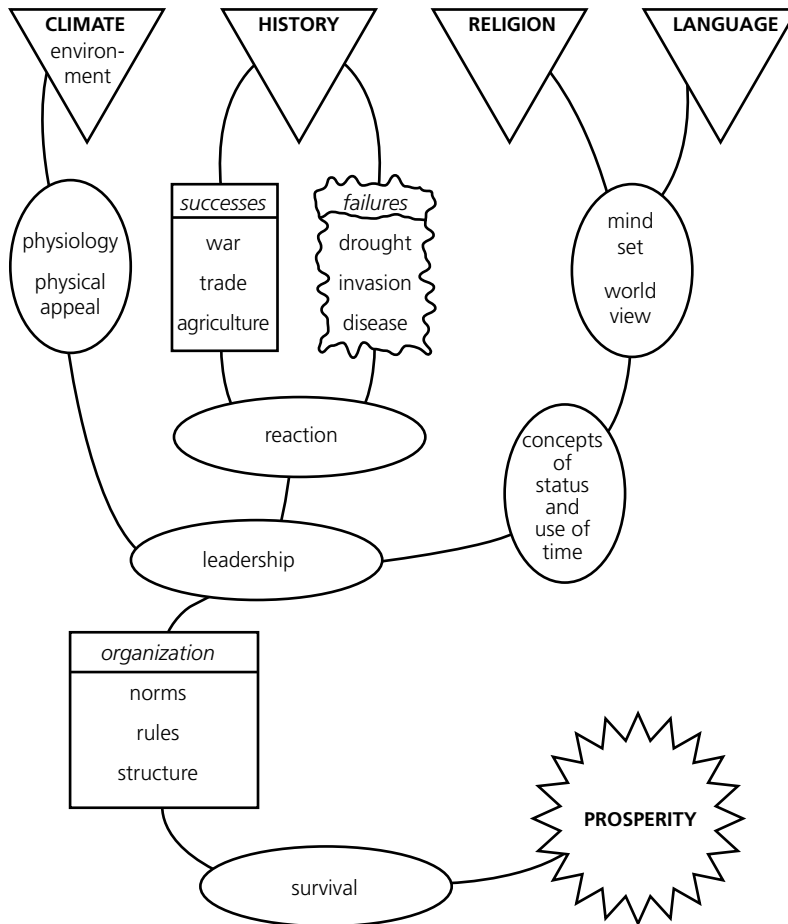 CLIMATE
environ-
ment
HISTORY
RELIGION
LANGUAGE
physiology
physical
appeal
successes
war
trade
agriculture
failures
drought
invasion
disease
mind
set
world
view
reaction
concepts
of
status
and
use of
time
leadership
organization
norms
rules
structure
survival
PROSPERITY